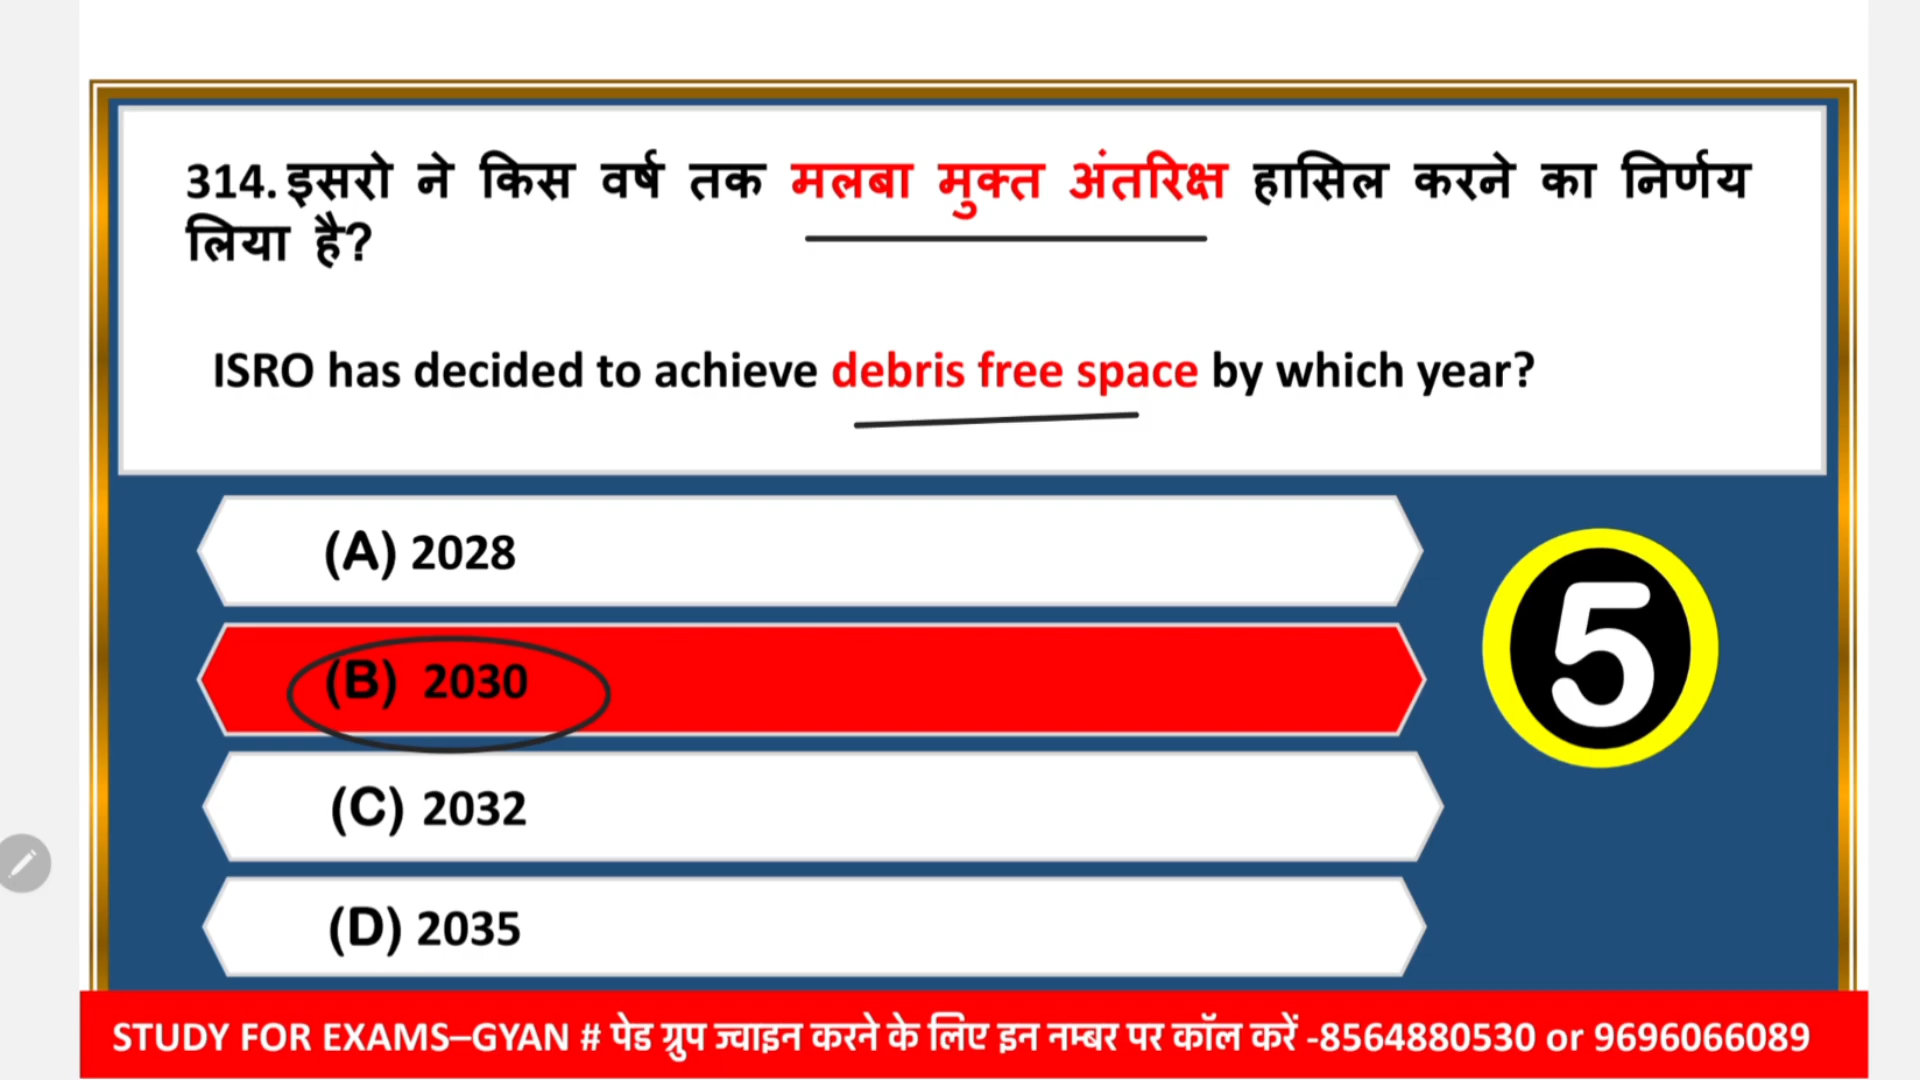 314. इसरो ने किस वर्ष तक मलबा मुक्त अंतरिक्ष हासिल करने का निर्णय
लिया है?
ISRO has decided to achieve debris free space by which year?
(A) 2028
(B) 2030
5
(C) 2032
(D) 2035
STUDY FOR EXAMS–GYAN # पेड ग्रुप ज्वाइन करने के लिए इन नम्बर पर कॉल करें -8564880530 or 9696066089